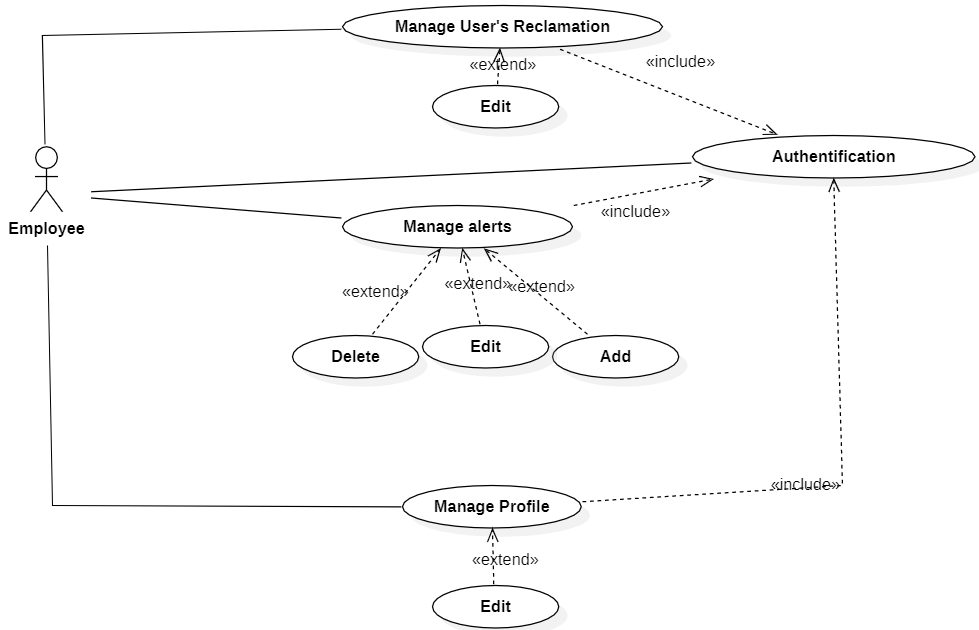 Manage User's Reclamation
«extend»
«include»
Edit
Authentification
Employee
«include»
Manage alerts
«extend»
«extend»
«extend»
Delete
Edit
Add
Manage Profile
«include»
«extend»
Edit